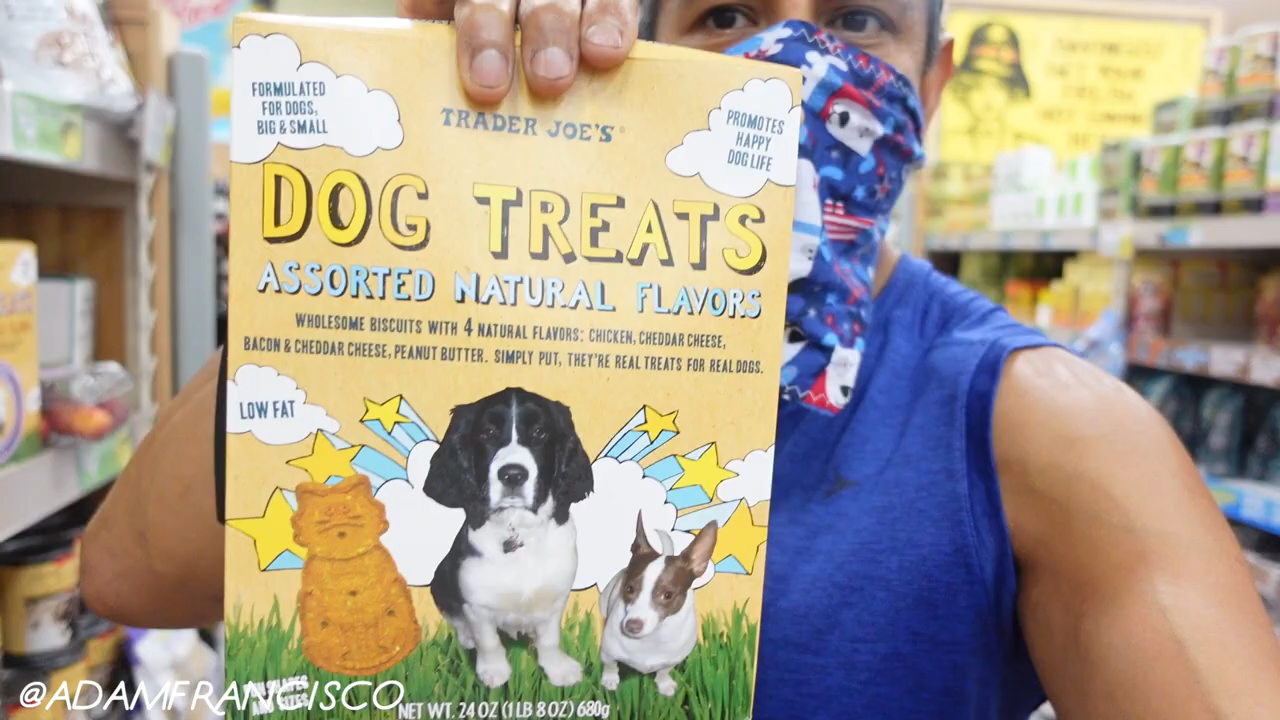 FORMULATED
FOR DOGS,
BIG & SMALL
TRADER JOE'S
PROMOTES
HAPPY
DOG LIFE
DOG TREATS
ASSORTED NATURAL FLAVORS
WHOLESOME BISCUITS WITH 4 NATURAL FLAVORS: CHICKEN, CHEDDAR CHEESE,
BACON & CHEDDAR CHEESE, PEANUT BUTTER. SIMPLY PUT, THEY'RE REAL TREATS FOR REAL DOGS.
LOW FAT
@ADAMFRANCISCO
AND SIZES
NET WT. 24 OZ (1 LB 8 OZ) 680g